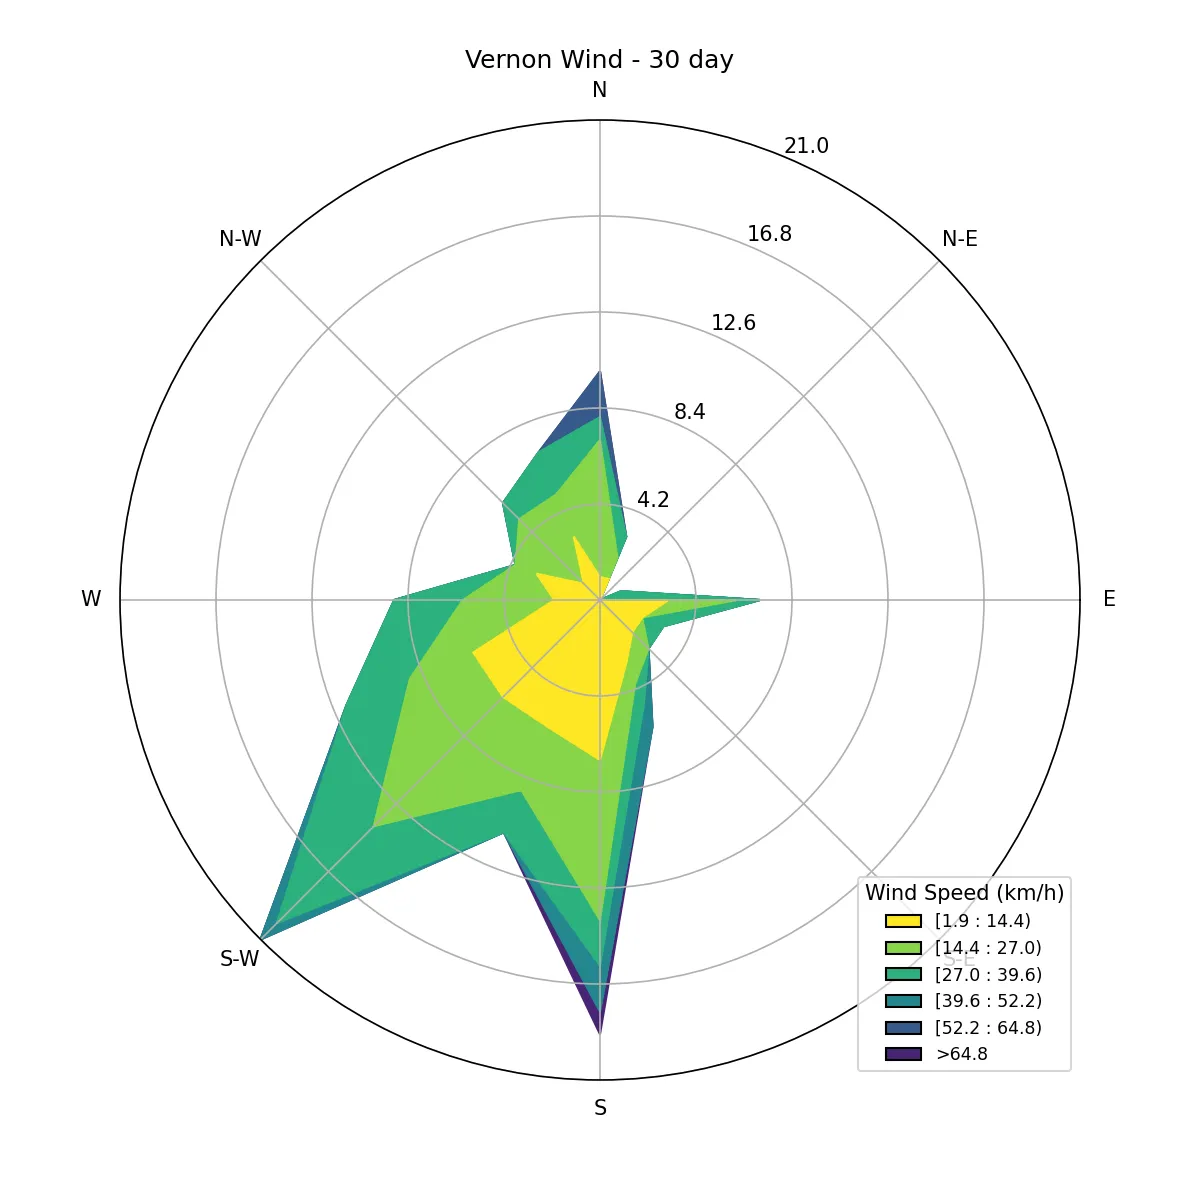 Vernon Wind - 30 day
N
21.0
N-W
16.8
N-E
12.6
8.4
4.2
W
E
S-W
S-E
S
Wind Speed (km/h)
[1.9 : 14.4)
[14.4 : 27.0)
[27.0 : 39.6)
[39.6 : 52.2)
[52.2 : 64.8)
>64.8